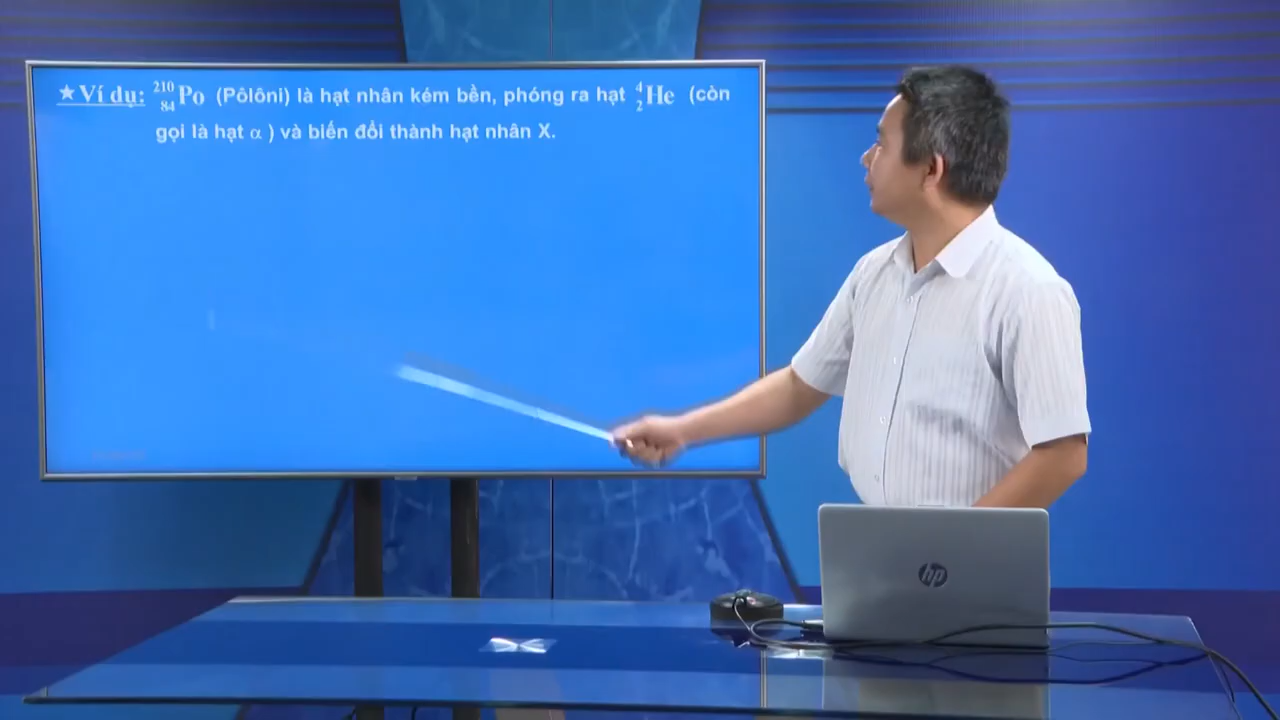 ★Ví dụ: ²¹⁰₈₄Po (Pôlôni) là hạt nhân kém bền, phóng ra hạt ⁴₂He (còn
gọi là hạt α ) và biến đổi thành hạt nhân X.
hp